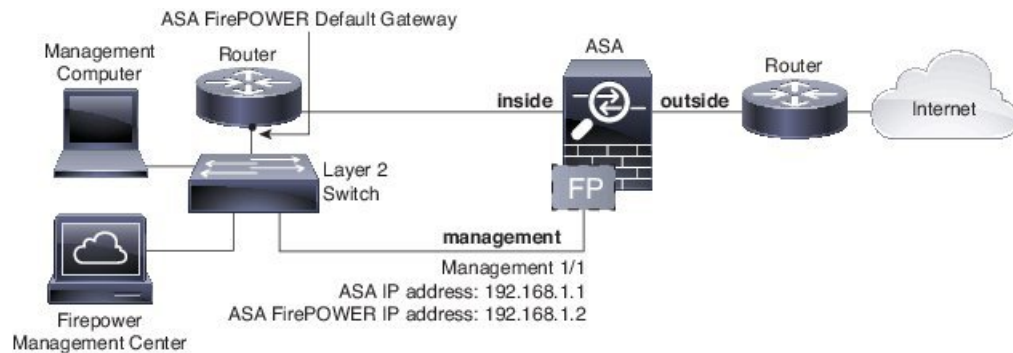 ASA FirePOWER Default Gateway
Management
Computer
Router
ASA
Router
inside
outside
Internet
Layer 2
Switch
FP
management
Management 1/1
ASA IP address: 192.168.1.1
ASA FirePOWER IP address: 192.168.1.2
Firepower
Management Center